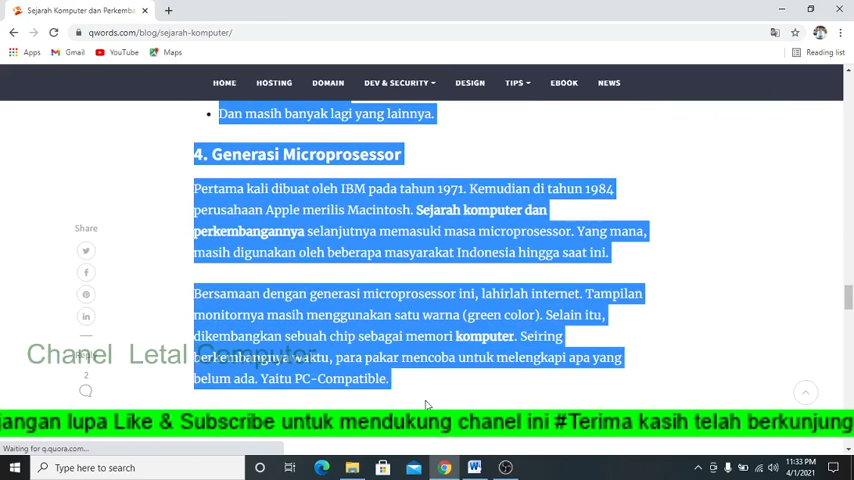 Sejarah Komputer dan Perkemba
qwords.com/blog/sejarah-komputer/
Apps Gmail YouTube Maps Reading list
HOME HOSTING DOMAIN DEV & SECURITY DESIGN TIPS EBOOK NEWS
Dan masih banyak lagi yang lainnya.
4. Generasi Microprosessor
Pertama kali dibuat oleh IBM pada tahun 1971. Kemudian di tahun 1984
perusahaan Apple merilis Macintosh. Sejarah komputer dan
perkembangannya selanjutnya memasuki masa microprosessor. Yang mana,
masih digunakan oleh beberapa masyarakat Indonesia hingga saat ini.
Share
Bersamaan dengan generasi microprosessor ini, lahirlah internet. Tampilan
monitornya masih menggunakan satu warna (green color). Selain itu,
dikembangkan sebuah chip sebagai memori komputer. Seiring
berkembangnya waktu, para pakar mencoba untuk melengkapi apa yang
belum ada. Yaitu PC-Compatible.
Chanel Letal Computer
Reply
2
jangan lupa Like & Subscribe untuk mendukung chanel ini #Terima kasih telah berkunjung
Waiting for q.quora.com...
Type here to search
11:33 PM
4/1/2021